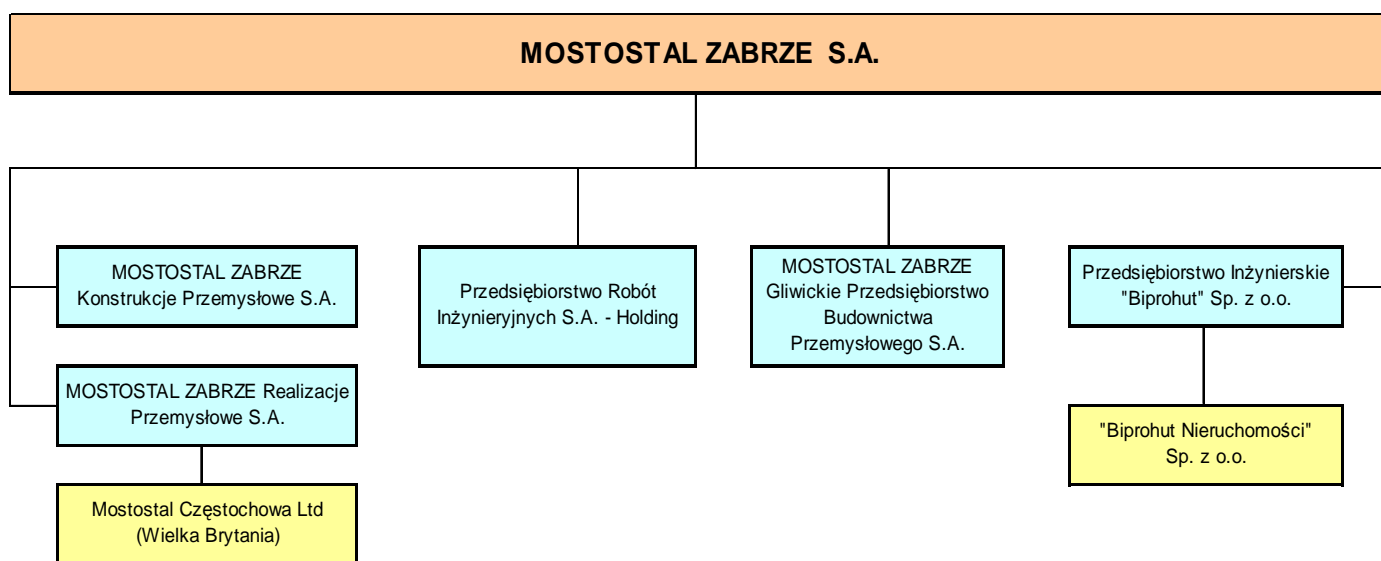 MOSTOSTAL ZABRZE S.A.
MOSTOSTAL ZABRZE
Konstrukcje Przemysłowe S.A.
Przedsiębiorstwo Robót
Inżynieryjnych S.A. - Holding
MOSTOSTAL ZABRZE
Gliwickie Przedsiębiorstwo
Budownictwa
Przemysłowego S.A.
Przedsiębiorstwo Inżynierskie
"Biprohut" Sp. z o.o.
MOSTOSTAL ZABRZE Realizacje
Przemysłowe S.A.
"Biprohut Nieruchomości"
Sp. z o.o.
Mostostal Częstochowa Ltd
(Wielka Brytania)